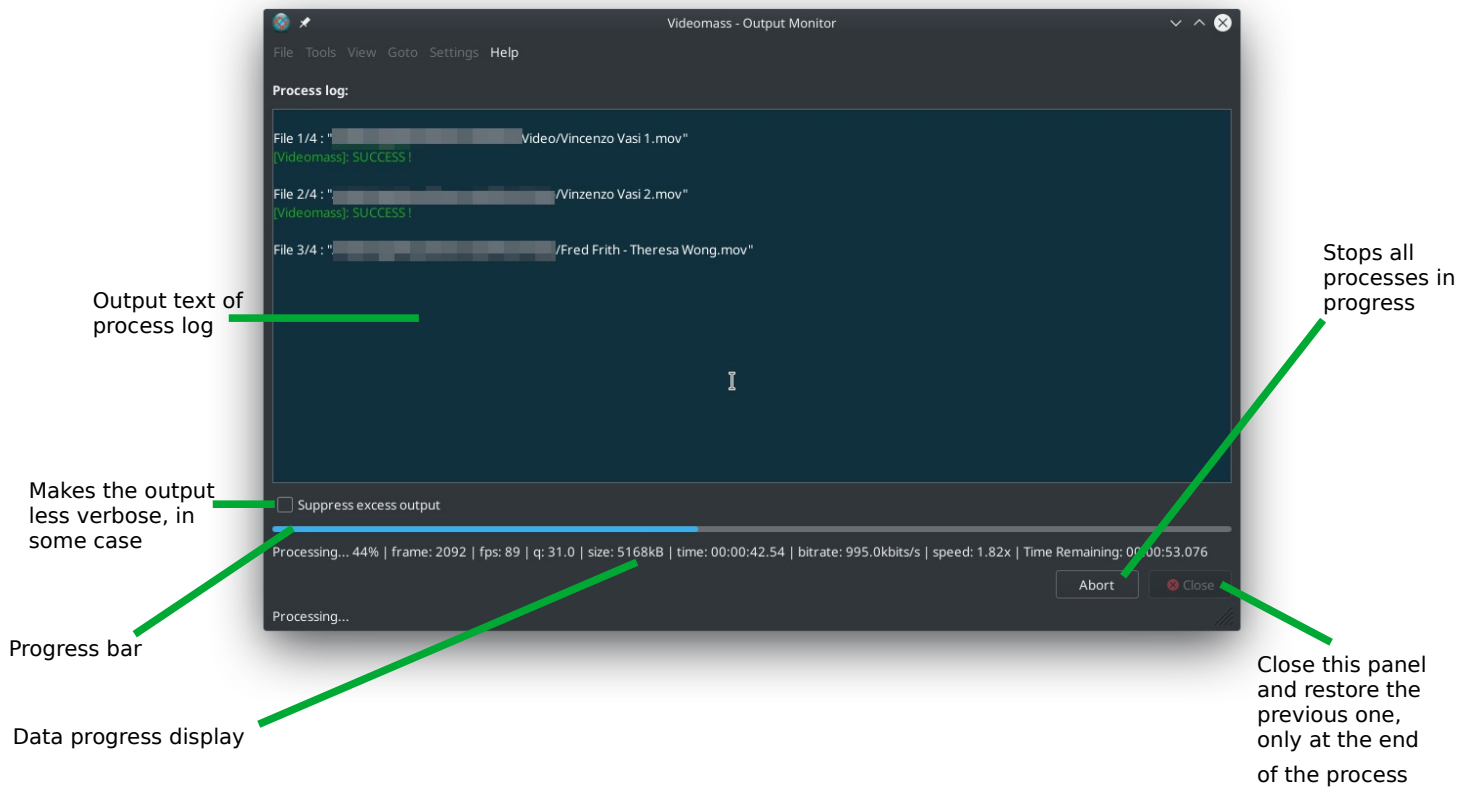 Videomass - Output Monitor
File Tools View Goto Settings Help
Process log:
File 1/4 : "Video/Vincenzo Vasi 1.mov"
[Videomass]: SUCCESS !
File 2/4 : "/Vinzenzo Vasi 2.mov"
[Videomass]: SUCCESS !
File 3/4 : "/Fred Frith - Theresa Wong.mov"
Stops all
processes in
progress
Output text of
process log
Makes the output
less verbose, in
some case
Suppress excess output
Processing... 44% | frame: 2092 | fps: 89 | q: 31.0 | size: 5168kB | time: 00:00:42.54 | bitrate: 995.0kbits/s | speed: 1.82x | Time Remaining: 00:00:53.076
Abort
Close
Processing...
Progress bar
Data progress display
Close this panel
and restore the
previous one,
only at the end
of the process